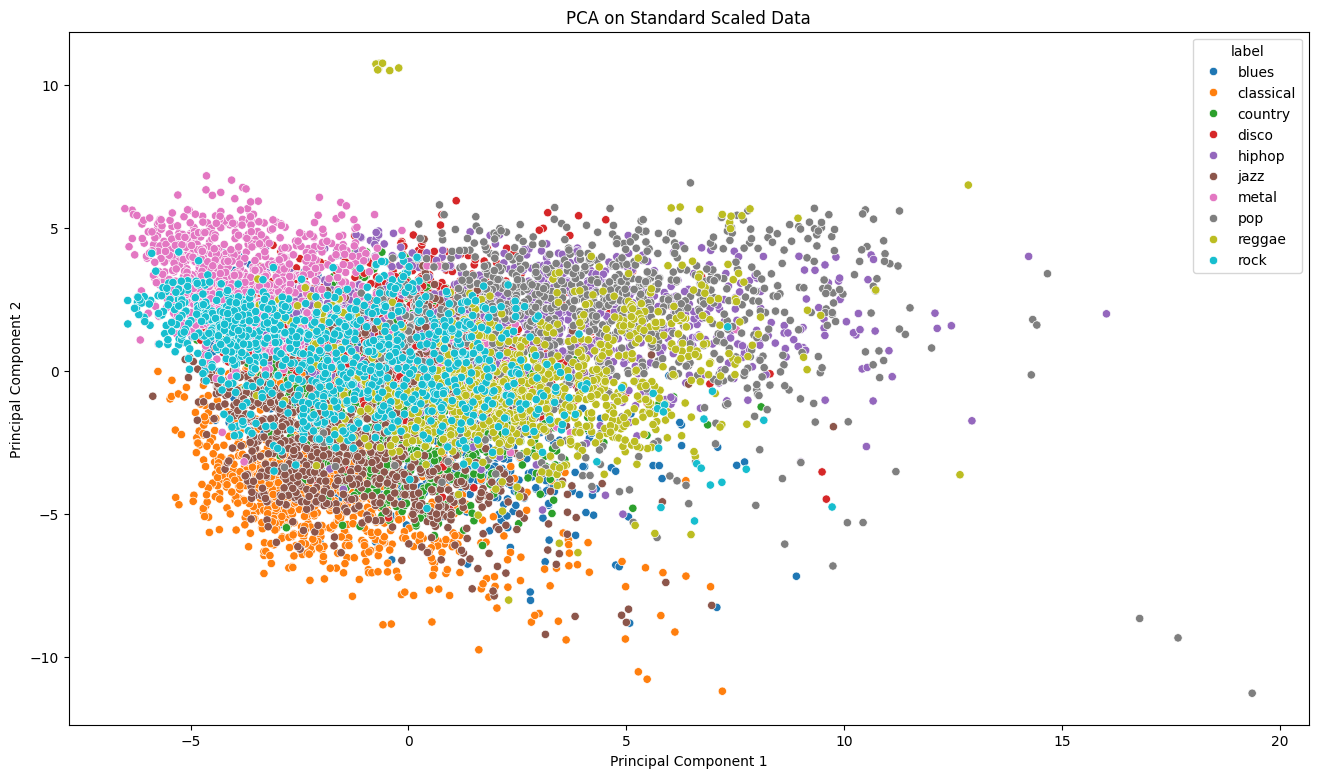 PCA on Standard Scaled Data
label
blues
classical
country
disco
hiphop
jazz
metal
pop
reggae
rock
10
5
0
−5
−10
Principal Component 2
−5
0
5
10
15
20
Principal Component 1